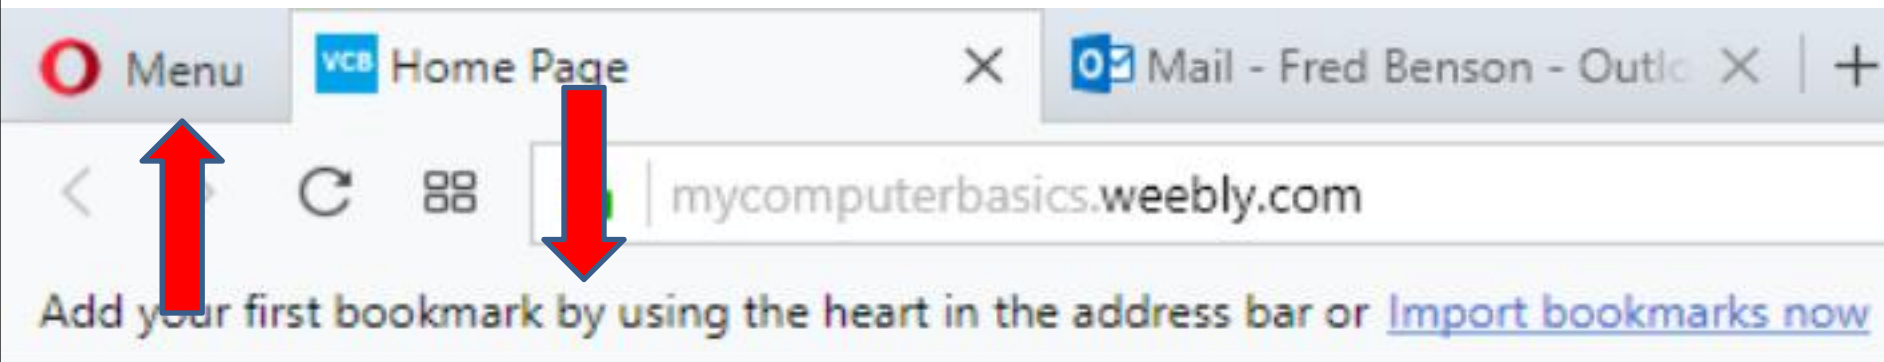 Menu VCB Home Page Mail - Fred Benson - Outlo
mycomputerbasics.weebly.com
Add your first bookmark by using the heart in the address bar or Import bookmarks now